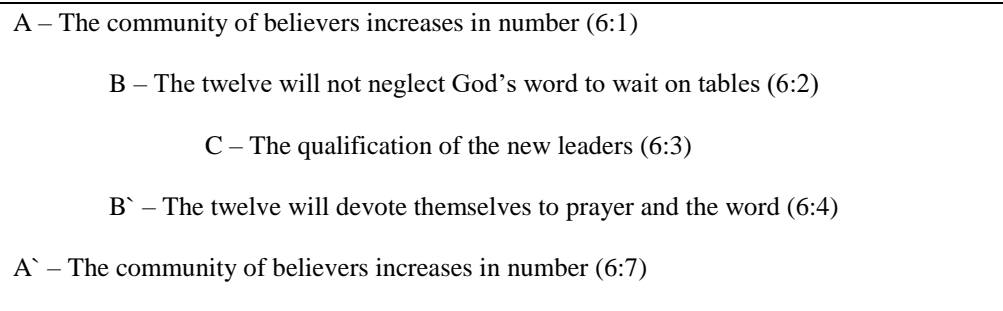 A – The community of believers increases in number (6:1)
B – The twelve will not neglect God’s word to wait on tables (6:2)
C – The qualification of the new leaders (6:3)
B` – The twelve will devote themselves to prayer and the word (6:4)
A` – The community of believers increases in number (6:7)